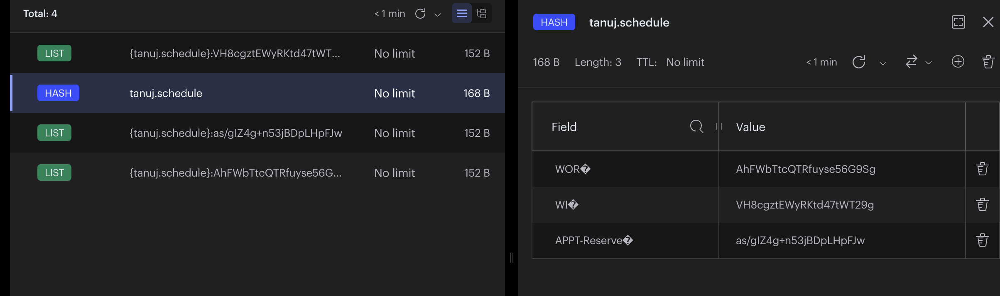 Total: 4
< 1 min
LIST {tanuj.schedule}:VH8cgztEWyRKtd47tWT... No limit 152 B
HASH tanuj.schedule No limit 168 B
LIST {tanuj.schedule}:as/gIZ4g+n53jBDpLHpFJw No limit 152 B
LIST {tanuj.schedule}:AhFWbTtcQTRfuyse56G... No limit 152 B
HASH tanuj.schedule
168 B Length: 3 TTL: No limit < 1 min
Field Value
WOR� AhFWbTtcQTRfuyse56G9Sg
WI� VH8cgztEWyRKtd47tWT29g
APPT-Reserve� as/gIZ4g+n53jBDpLHpFJw